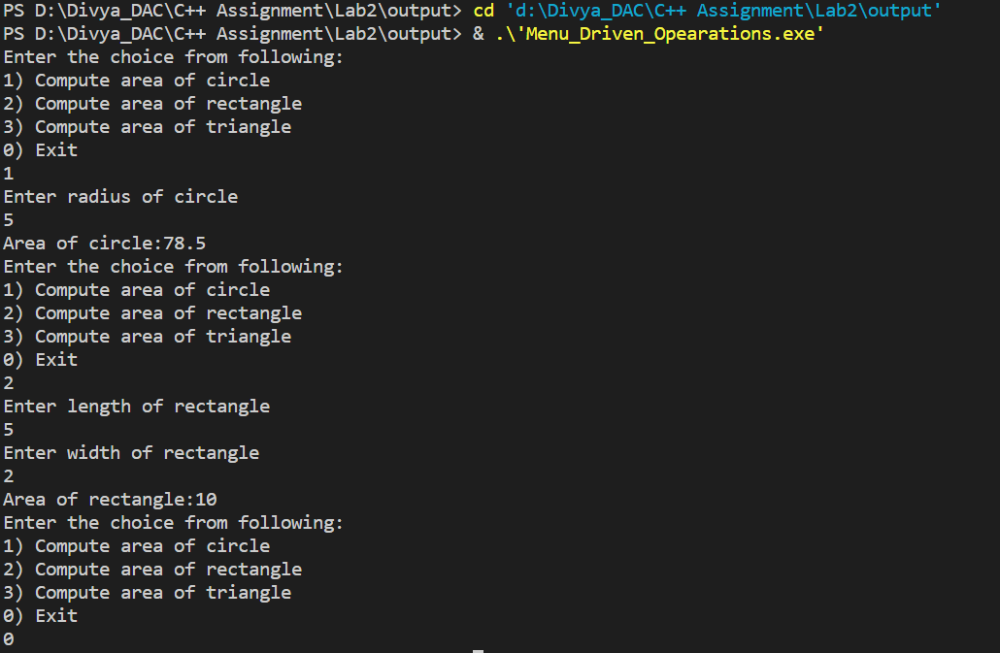 PS D:\Divya_DAC\C++ Assignment\Lab2\output> cd 'd:\Divya_DAC\C++ Assignment\Lab2\output'
PS D:\Divya_DAC\C++ Assignment\Lab2\output> & .\'Menu_Driven_Opearations.exe'
Enter the choice from following:
1) Compute area of circle
2) Compute area of rectangle
3) Compute area of triangle
0) Exit
1
Enter radius of circle
5
Area of circle:78.5
Enter the choice from following:
1) Compute area of circle
2) Compute area of rectangle
3) Compute area of triangle
0) Exit
2
Enter length of rectangle
5
Enter width of rectangle
2
Area of rectangle:10
Enter the choice from following:
1) Compute area of circle
2) Compute area of rectangle
3) Compute area of triangle
0) Exit
0